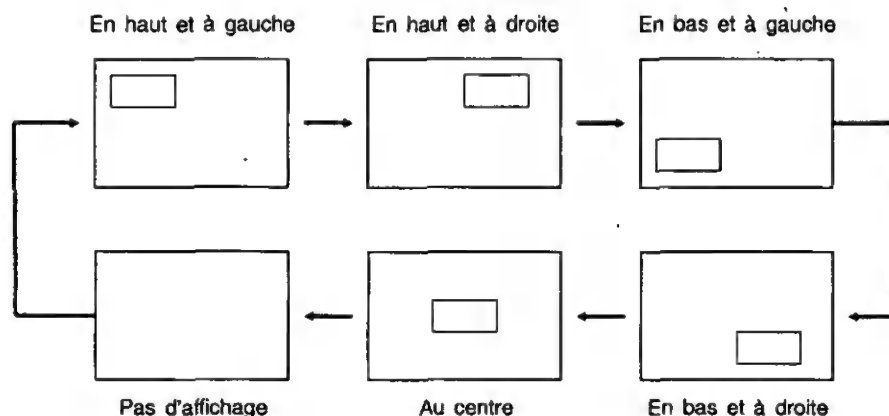 En haut et à gauche
En haut et à droite
En bas et à gauche
Pas d'affichage
Au centre
En bas et à droite